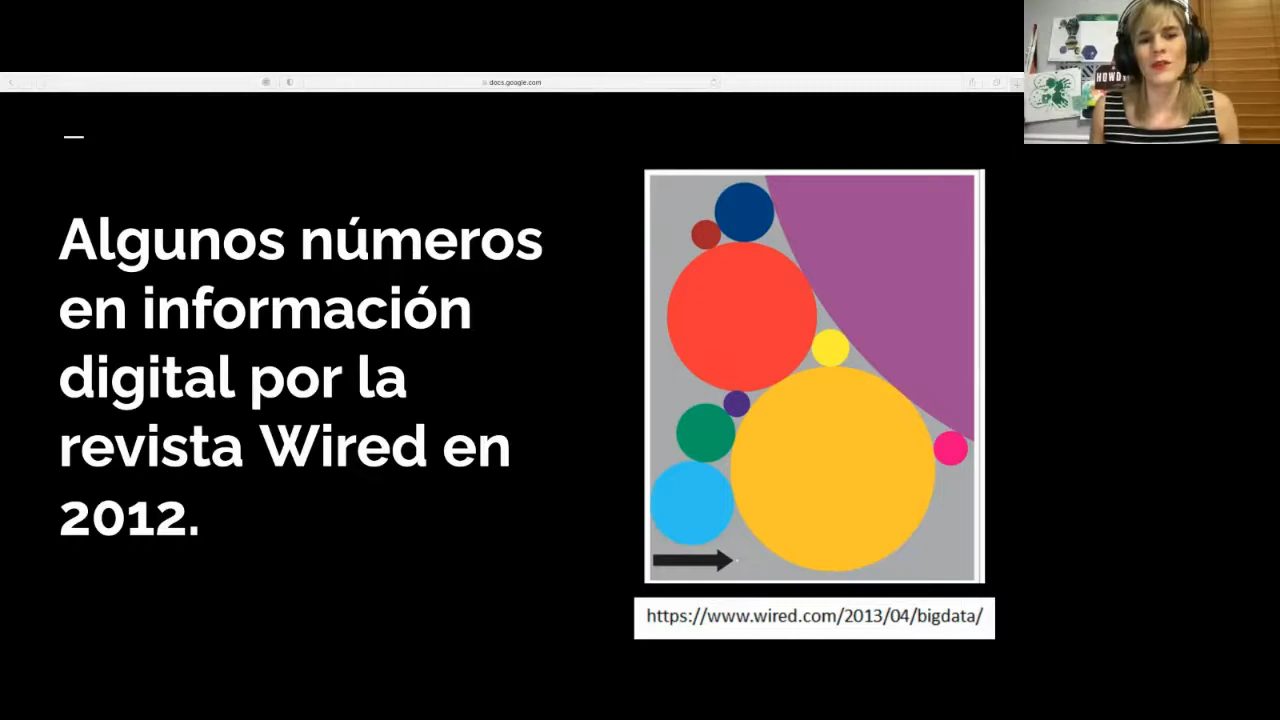 docs.google.com
HOWDY
Algunos números
en información
digital por la
revista Wired en
2012.
https://www.wired.com/2013/04/bigdata/